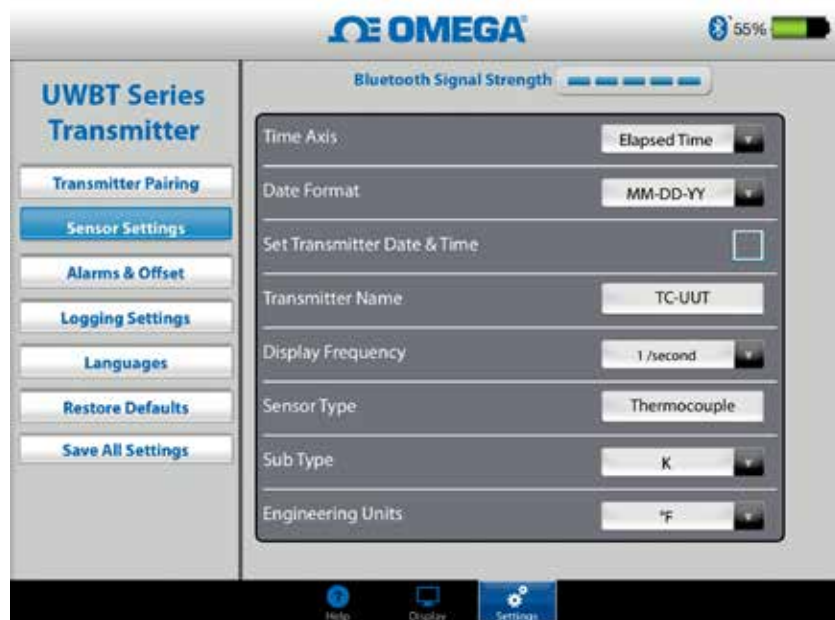 OMEGA
55%
Bluetooth Signal Strength
UWBT Series
Transmitter
Transmitter Pairing
Sensor Settings
Alarms & Offset
Logging Settings
Languages
Restore Defaults
Save All Settings
Time Axis Elapsed Time
Date Format MM-DD-YY
Set Transmitter Date & Time
Transmitter Name TC-UUT
Display Frequency 1 /second
Sensor Type Thermocouple
Sub Type K
Engineering Units °F
Help Display Settings